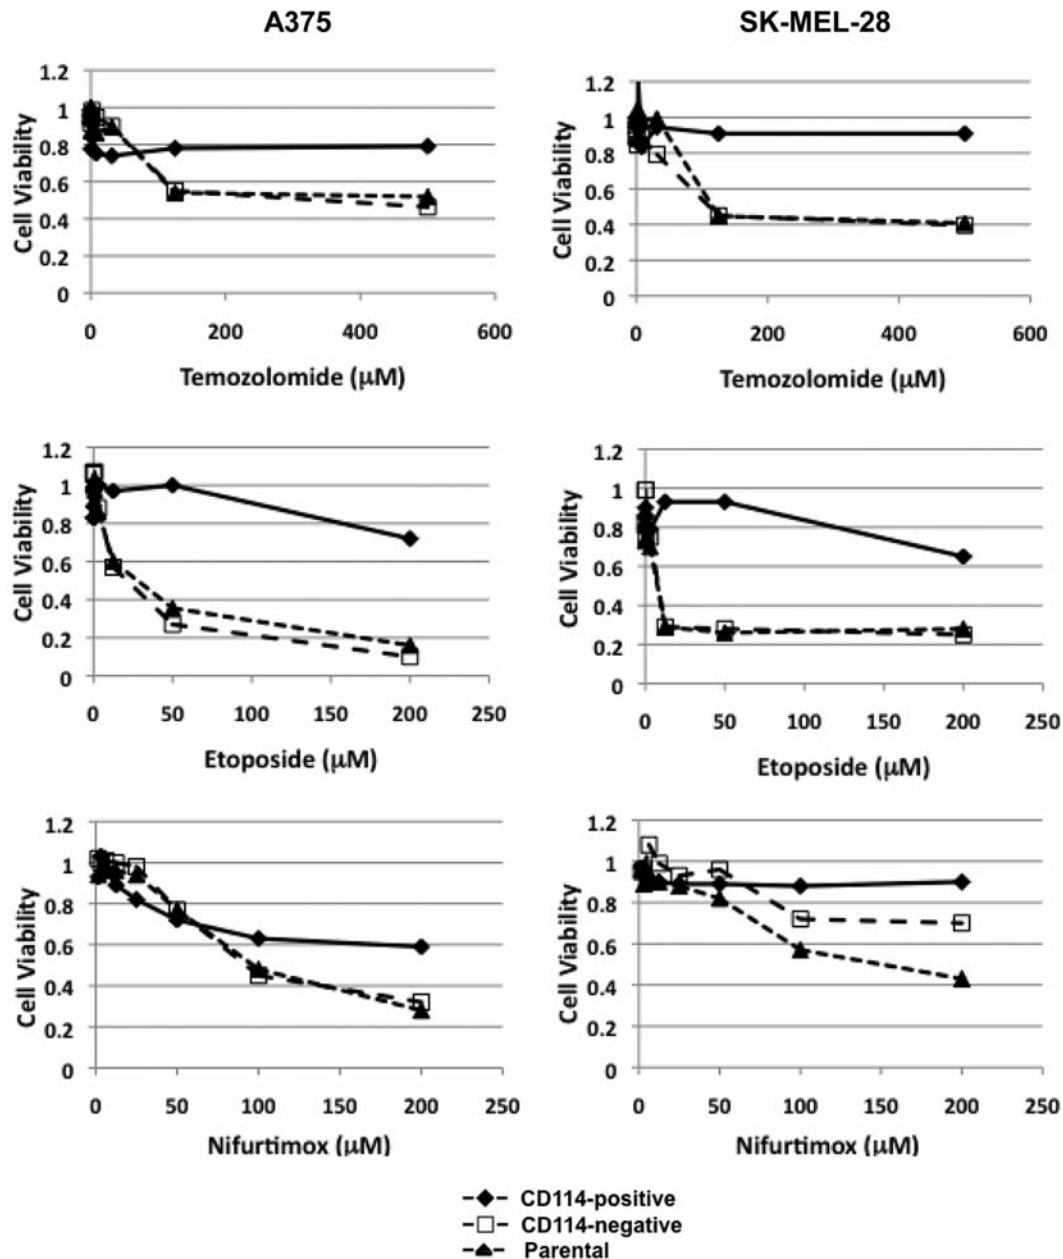 A375
SK-MEL-28
Cell Viability
1.2
1
0.8
0.6
0.4
0.2
0
0 200 400 600
Temozolomide (μM)
Cell Viability
1.2
1
0.8
0.6
0.4
0.2
0
0 200 400 600
Temozolomide (μM)
Cell Viability
1.2
1
0.8
0.6
0.4
0.2
0
0 50 100 150 200 250
Etoposide (μM)
Cell Viability
1.2
1
0.8
0.6
0.4
0.2
0
0 50 100 150 200 250
Etoposide (μM)
Cell Viability
1.2
1
0.8
0.6
0.4
0.2
0
0 50 100 150 200 250
Nifurtimox (μM)
Cell Viability
1.2
1
0.8
0.6
0.4
0.2
0
0 50 100 150 200 250
Nifurtimox (μM)
CD114-positive
CD114-negative
Parental